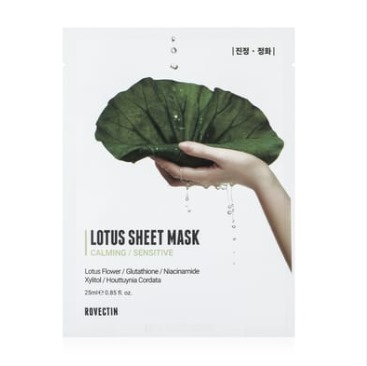 |진정 - 정화|
LOTUS SHEET MASK
CALMING / SENSITIVE
Lotus Flower / Glutathione / Niacinamide
Xylitol / Houttuynia Cordata
25ml ℮ 0.85 fl. oz.
ROVECTIN